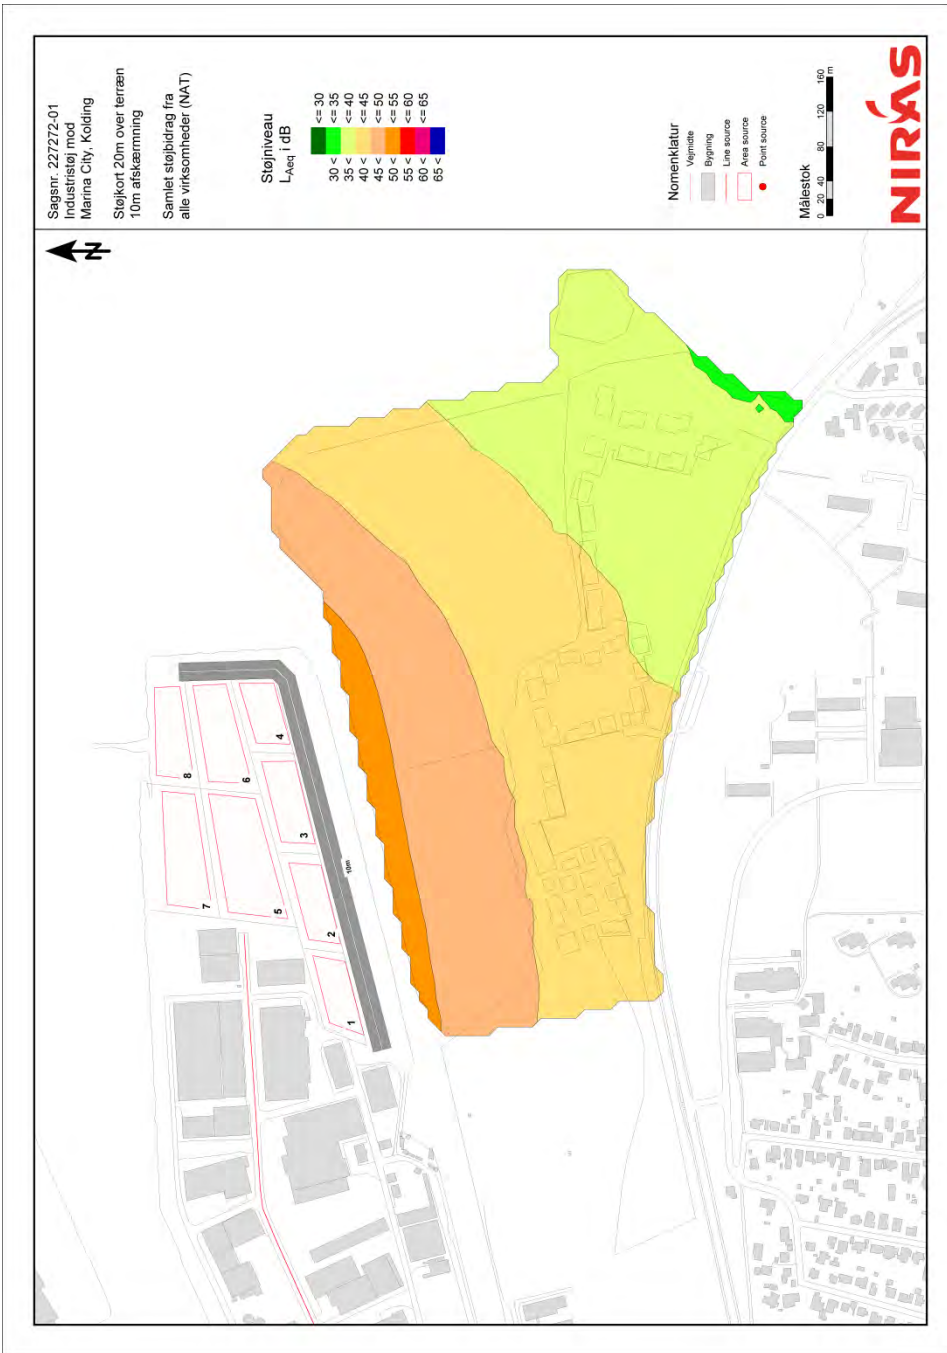 Sagsnr. 227272-01
Industristøj mod
Marina City, Kolding
Støjkort 20m over terræn
10m afskærmning
Samlet støjbidrag fra
alle virksomheder (NAT)
Støjniveau
LAeq i dB
<= 30
30 < <= 35
35 < <= 40
40 < <= 45
45 < <= 50
50 < <= 55
55 < <= 60
60 < <= 65
65 <
Nomenklatur
Vejmidte
Bygning
Line source
Area source
Point source
Målestok
0 20 40 80 120 160
m
NIRÁS
N
8
7
6
5
4
3
2
1
10m